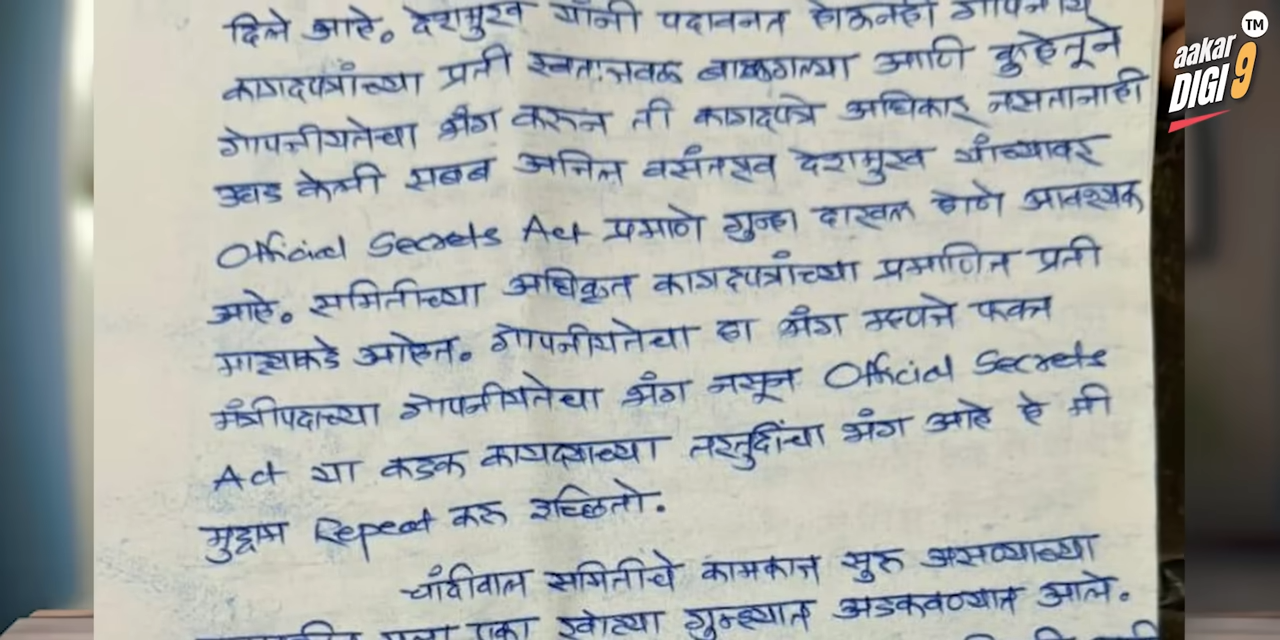 दिले आहे. देशमुख यांनी पदावनत होऊनही गोपनीय
कागदपत्रांच्या प्रती स्वतःजवळ बाळगल्या आणि कुहेतूने
गोपनीयतेचा भंग करून ती कागदपत्रे अधिकार नसतानाही
उघड केली सबब अनिल वसंतराव देशमुख यांच्यावर
Official Secrets Act प्रमाणे गुन्हा दाखल होणे आवश्यक
आहे. समितीच्या अधिकृत कागदपत्रांच्या प्रमाणित प्रती
माझ्याकडे आहेत. गोपनीयतेचा हा भंग म्हणजे फक्त
मंत्रीपदाच्या गोपनीयतेचा भंग नसून Official Secrets
Act या कडक कायद्याच्या तरतुदींचा भंग आहे हे मी
मुद्दाम Repeat करू इच्छितो.
चांदीवाल समितीचे कामकाज सुरु असव्याच्या
मला एका खोट्या गुन्ह्यात अडकवण्यात आले.
aakar
DIGI 9
TM